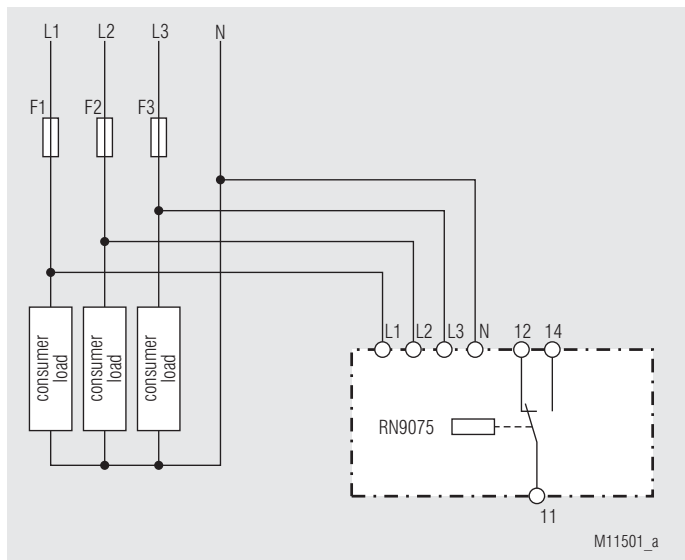 L1 L2 L3 N
F1 F2 F3
L1 L2 L3 N 12 14
consumer
load
consumer
load
consumer
load
RN9075
11
M11501_a